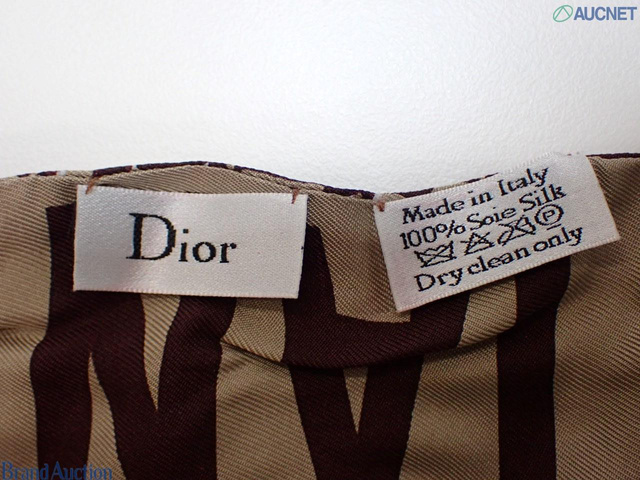 AUCNET
Dior
Made in Italy
100% Soie Silk
Dry clean only
Brand Auction